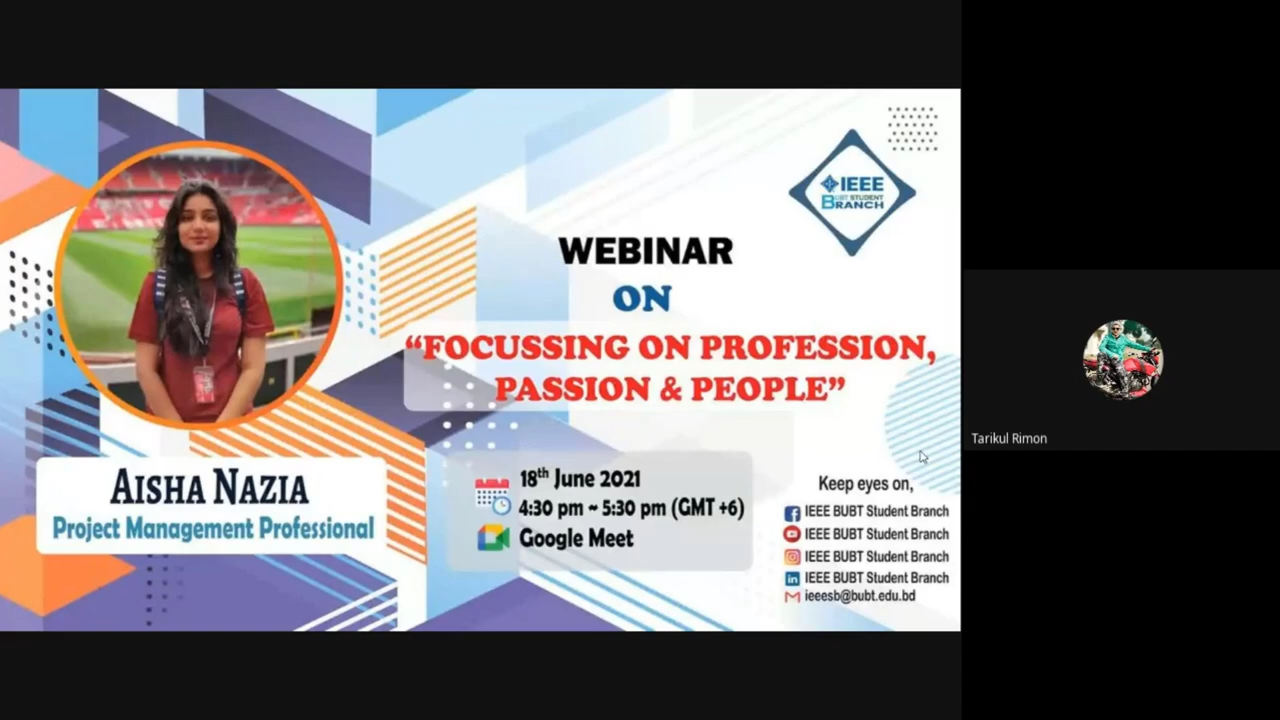 IEEE
BUBT STUDENT
BRANCH
WEBINAR
ON
“FOCUSSING ON PROFESSION,
PASSION & PEOPLE”
AISHA NAZIA
Project Management Professional
18th June 2021
4:30 pm ~ 5:30 pm (GMT +6)
Google Meet
Keep eyes on,
IEEE BUBT Student Branch
IEEE BUBT Student Branch
IEEE BUBT Student Branch
IEEE BUBT Student Branch
ieeesb@bubt.edu.bd
Tarikul Rimon